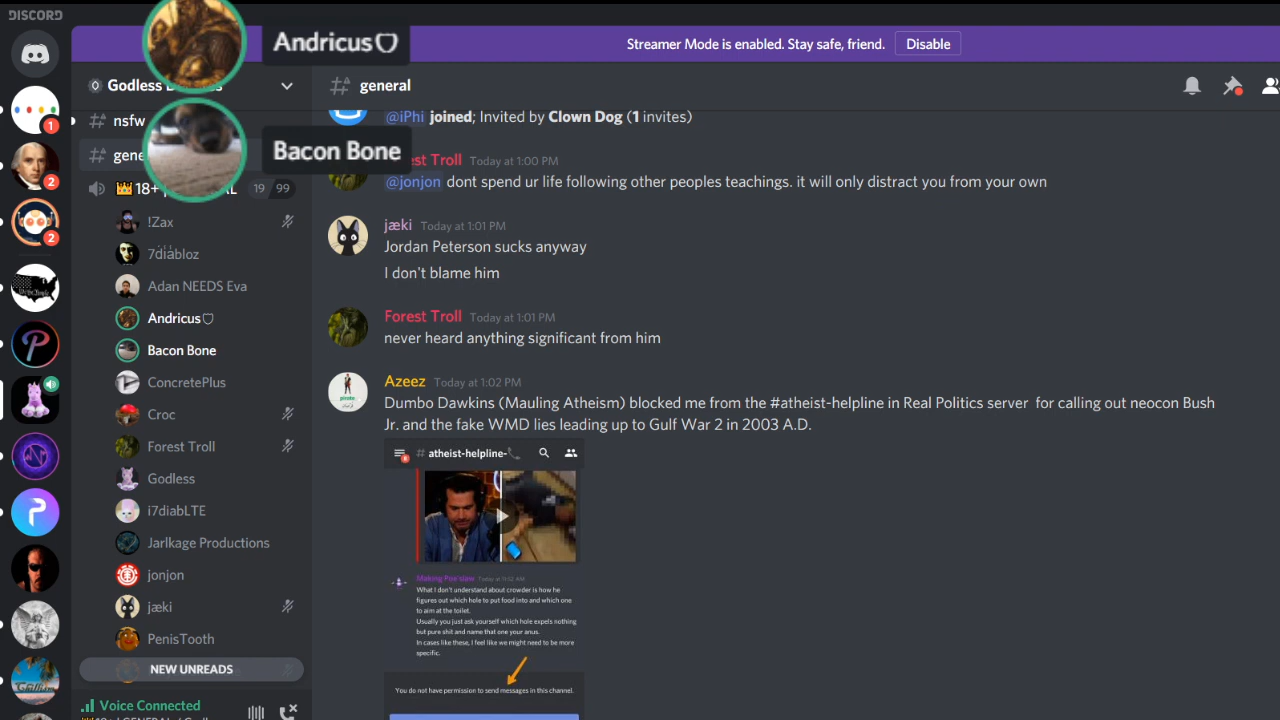 DISCORD
Andricus
Streamer Mode is enabled. Stay safe, friend.
Disable
Godless
general
@iPhi joined; Invited by Clown Dog (1 invites)
nsfw
Bacon Bone
gene
18+
19 99
Troll Today at 1:00 PM
@jonjon dont spend ur life following other peoples teachings. it will only distract you from your own
jæki Today at 1:01 PM
Jordan Peterson sucks anyway
I don't blame him
Forest Troll Today at 1:01 PM
never heard anything significant from him
Azeez Today at 1:02 PM
Dumbo Dawkins (Mauling Atheism) blocked me from the #atheist-helpline in Real Politics server for calling out neocon Bush
Jr. and the fake WMD lies leading up to Gulf War 2 in 2003 A.D.
atheist-helpline-
Today at 11:02 AM
What I don't understand about crowder is how he
figures out which hole to put food into and which one
to aim at the toilet.
Usually you just ask yourself which hole expels nothing
but pure shit and name that one your anus.
In cases like these, I feel like we might need to be more
specific.
You do not have permission to send messages in this channel.
!Zax
7diàbloz
Adan NEEDS Eva
Andricus
Bacon Bone
ConcretePlus
Croc
Forest Troll
Godless
i7diabLTE
Jarlkage Productions
jonjon
jæki
PenisTooth
NEW UNREADS
Voice Connected
1
2
2